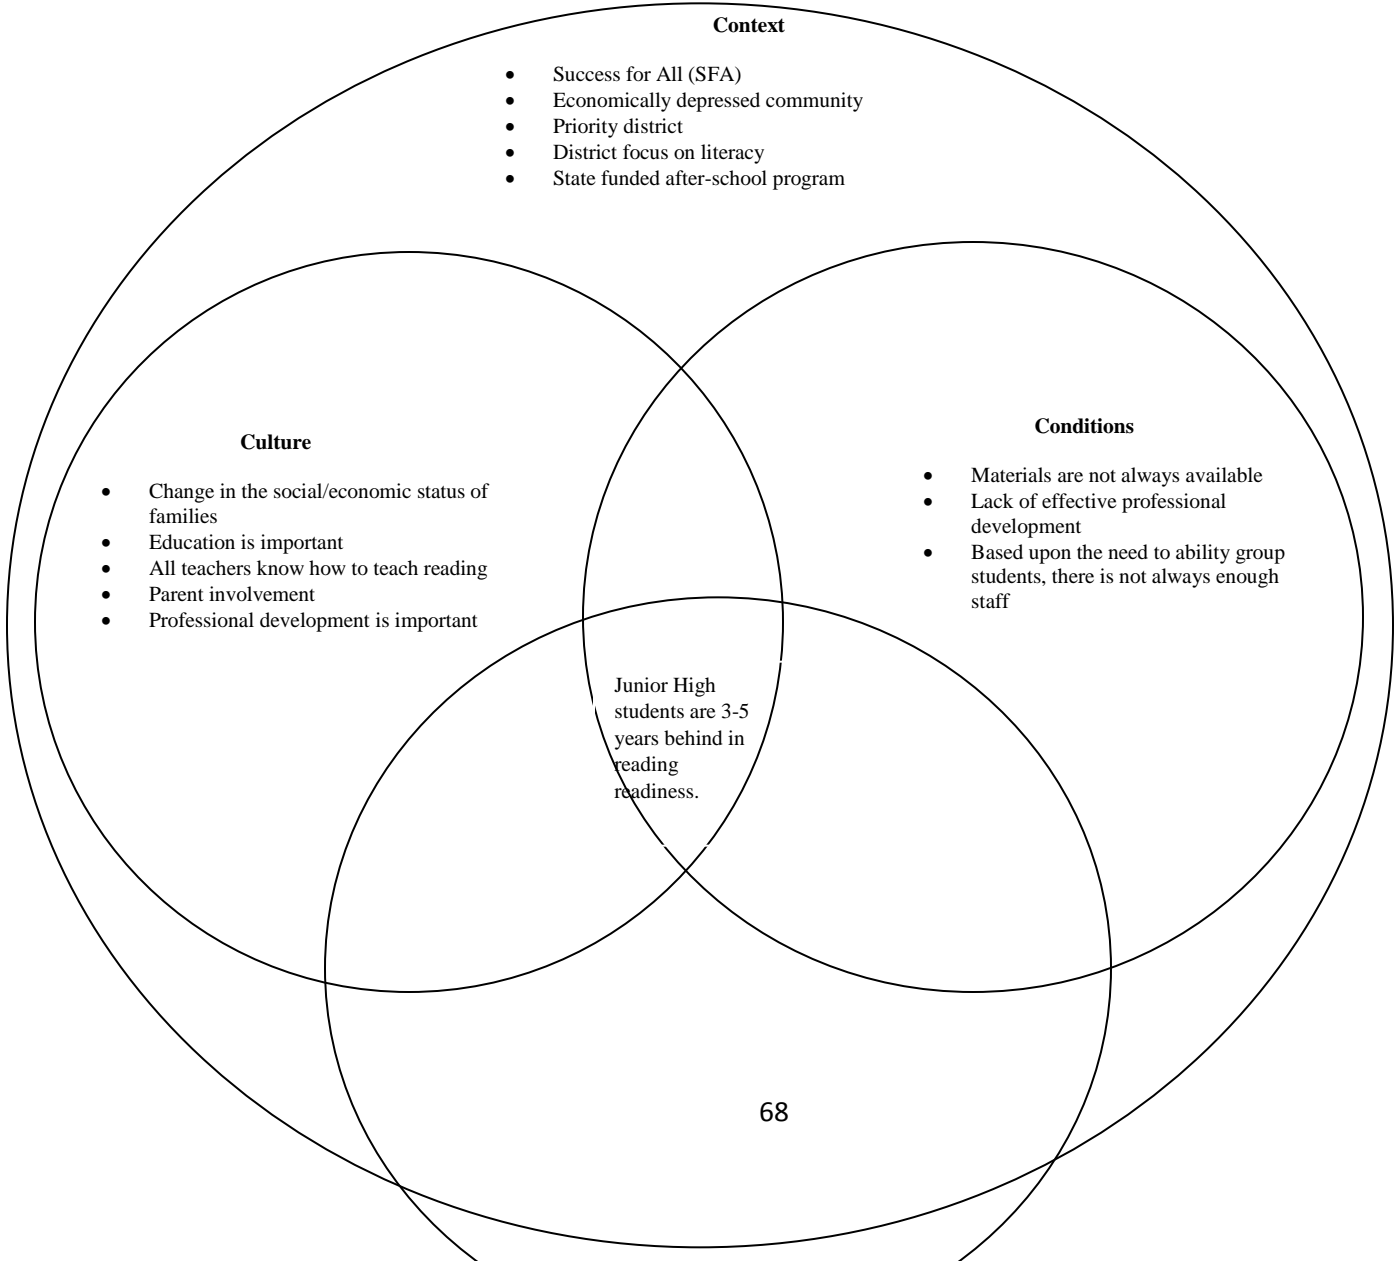 Context
• Success for All (SFA)
• Economically depressed community
• Priority district
• District focus on literacy
• State funded after-school program
Culture
• Change in the social/economic status of
families
• Education is important
• All teachers know how to teach reading
• Parent involvement
• Professional development is important
Conditions
• Materials are not always available
• Lack of effective professional
development
• Based upon the need to ability group
students, there is not always enough
staff
Junior High
students are 3-5
years behind in
reading
readiness.
68